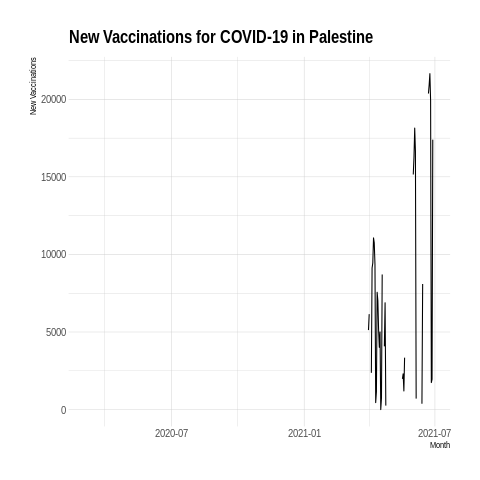 New Vaccinations for COVID-19 in Palestine
New Vaccinations
20000
15000
10000
5000
0
2020-07
2021-01
2021-07
Month